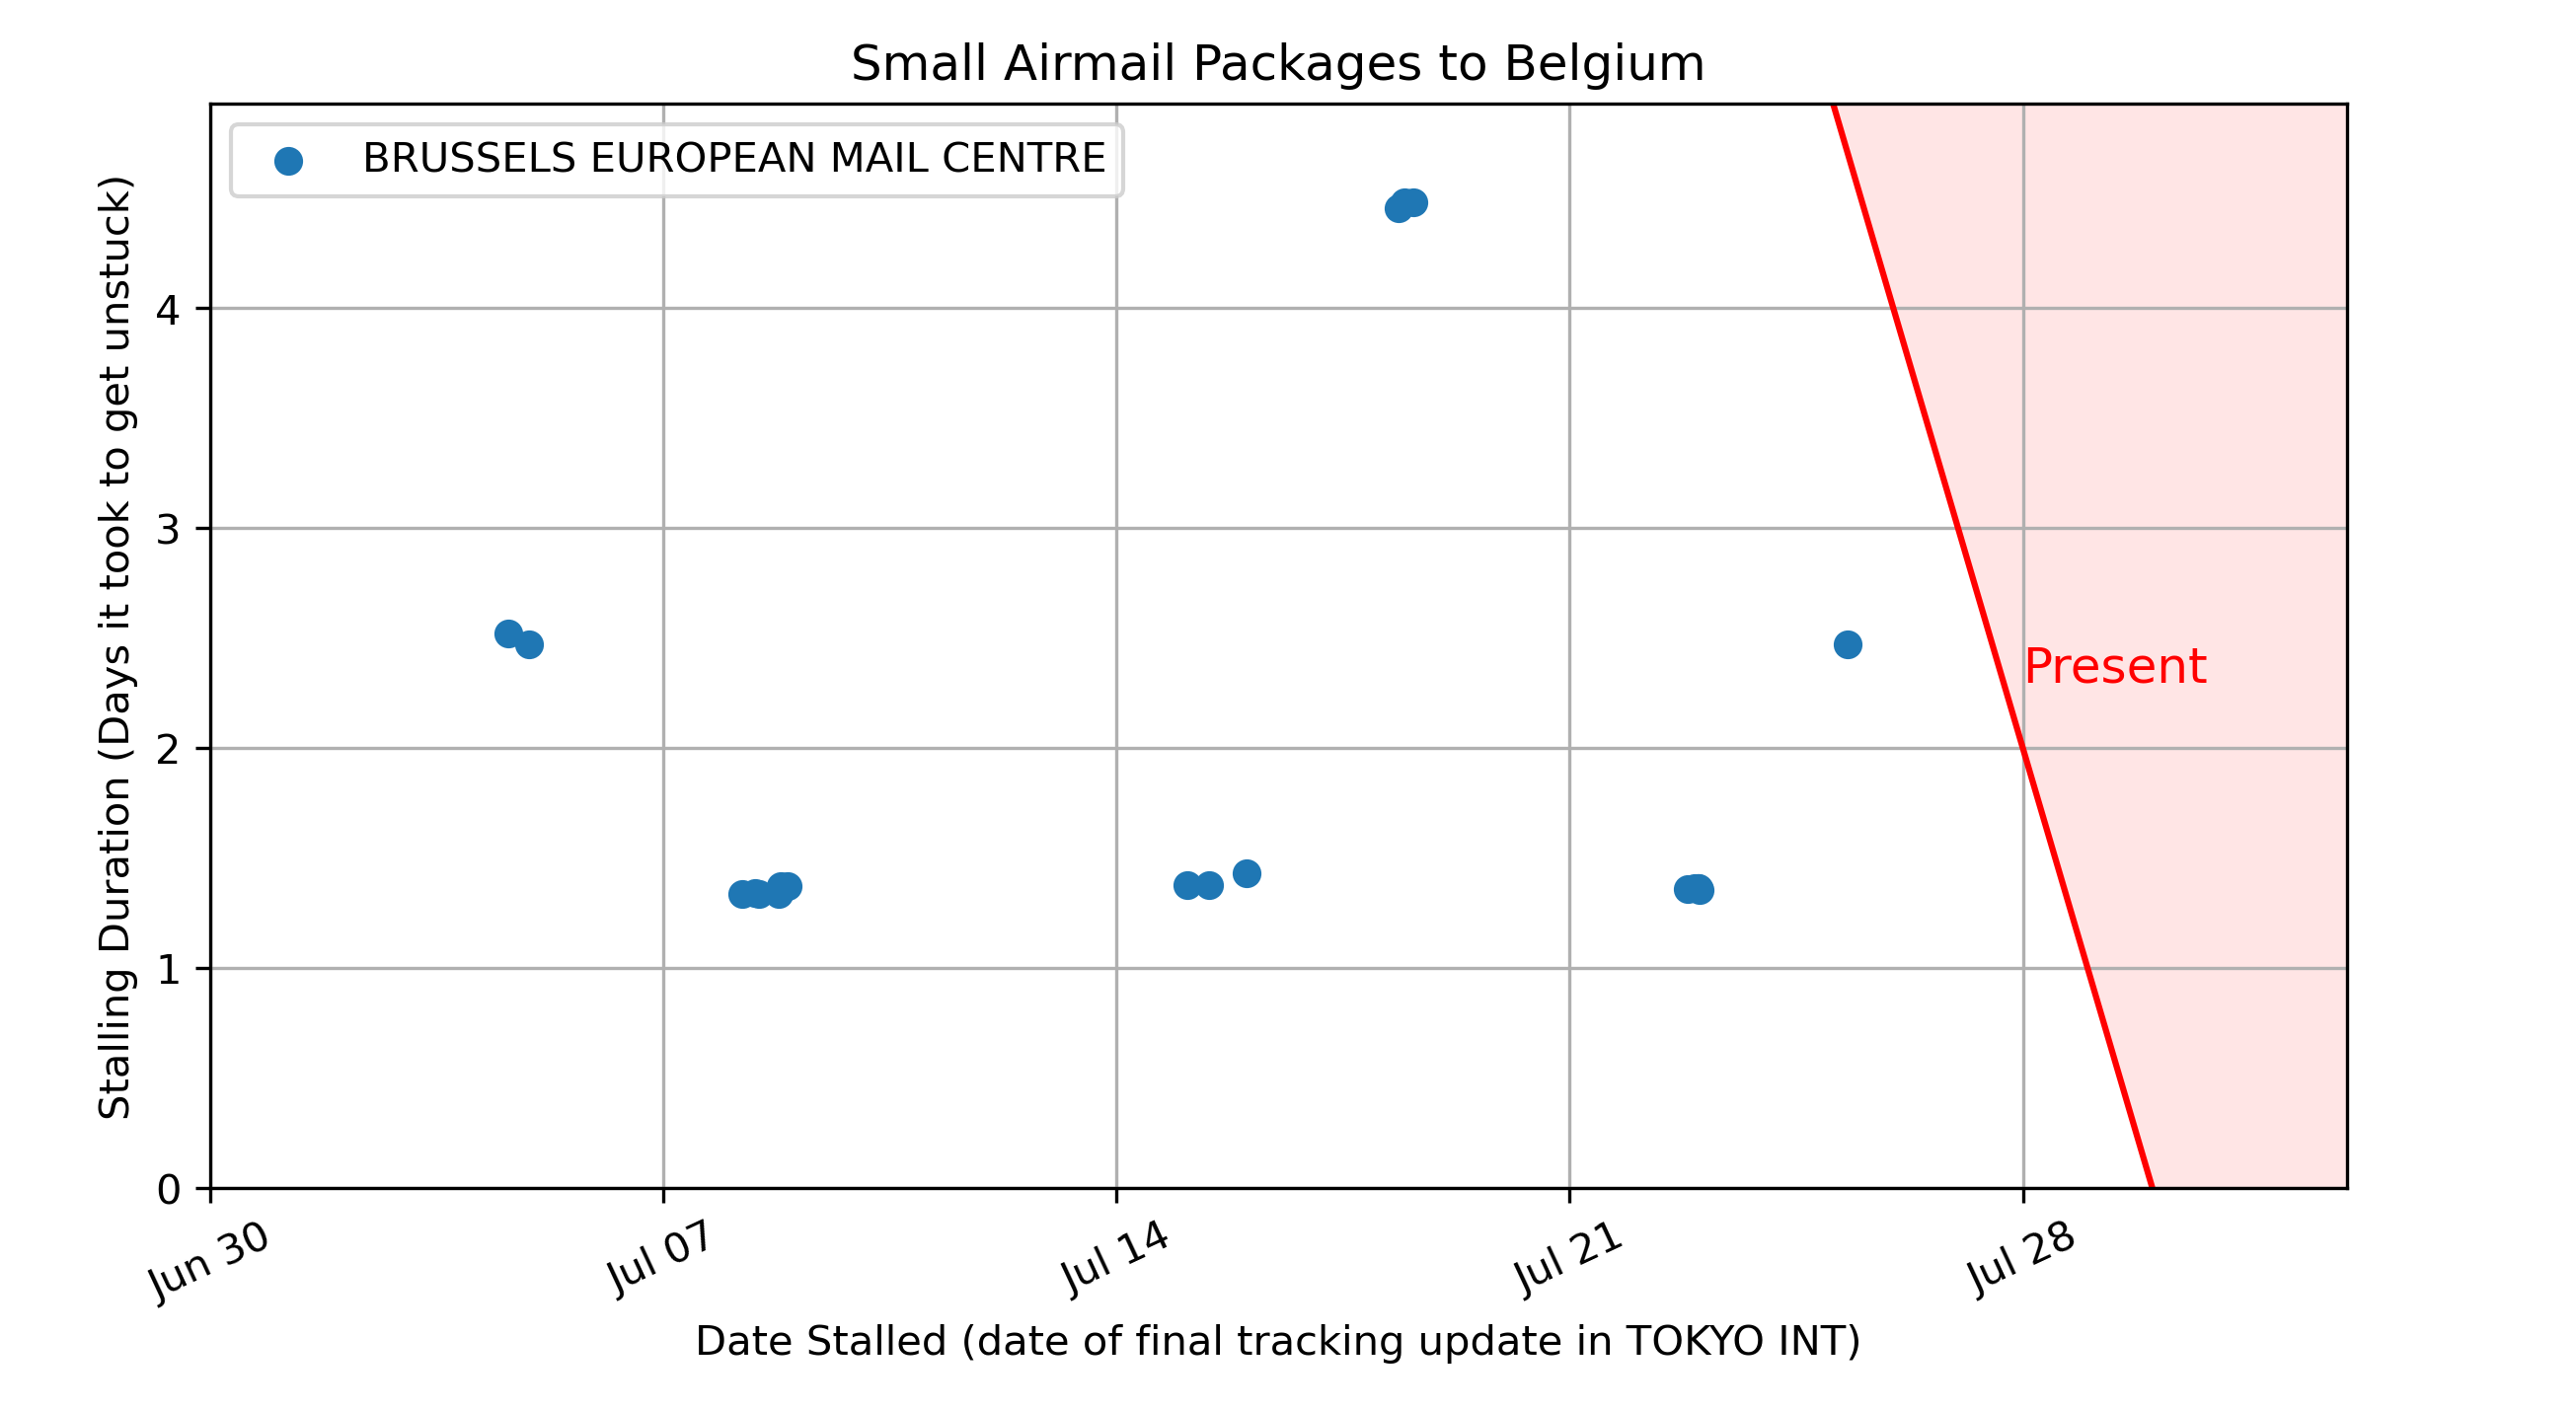 Small Airmail Packages to Belgium
BRUSSELS EUROPEAN MAIL CENTRE
Stalling Duration (Days it took to get unstuck)
4
3
2
1
0
Present
Jun 30
Jul 07
Jul 14
Jul 21
Jul 28
Date Stalled (date of final tracking update in TOKYO INT)